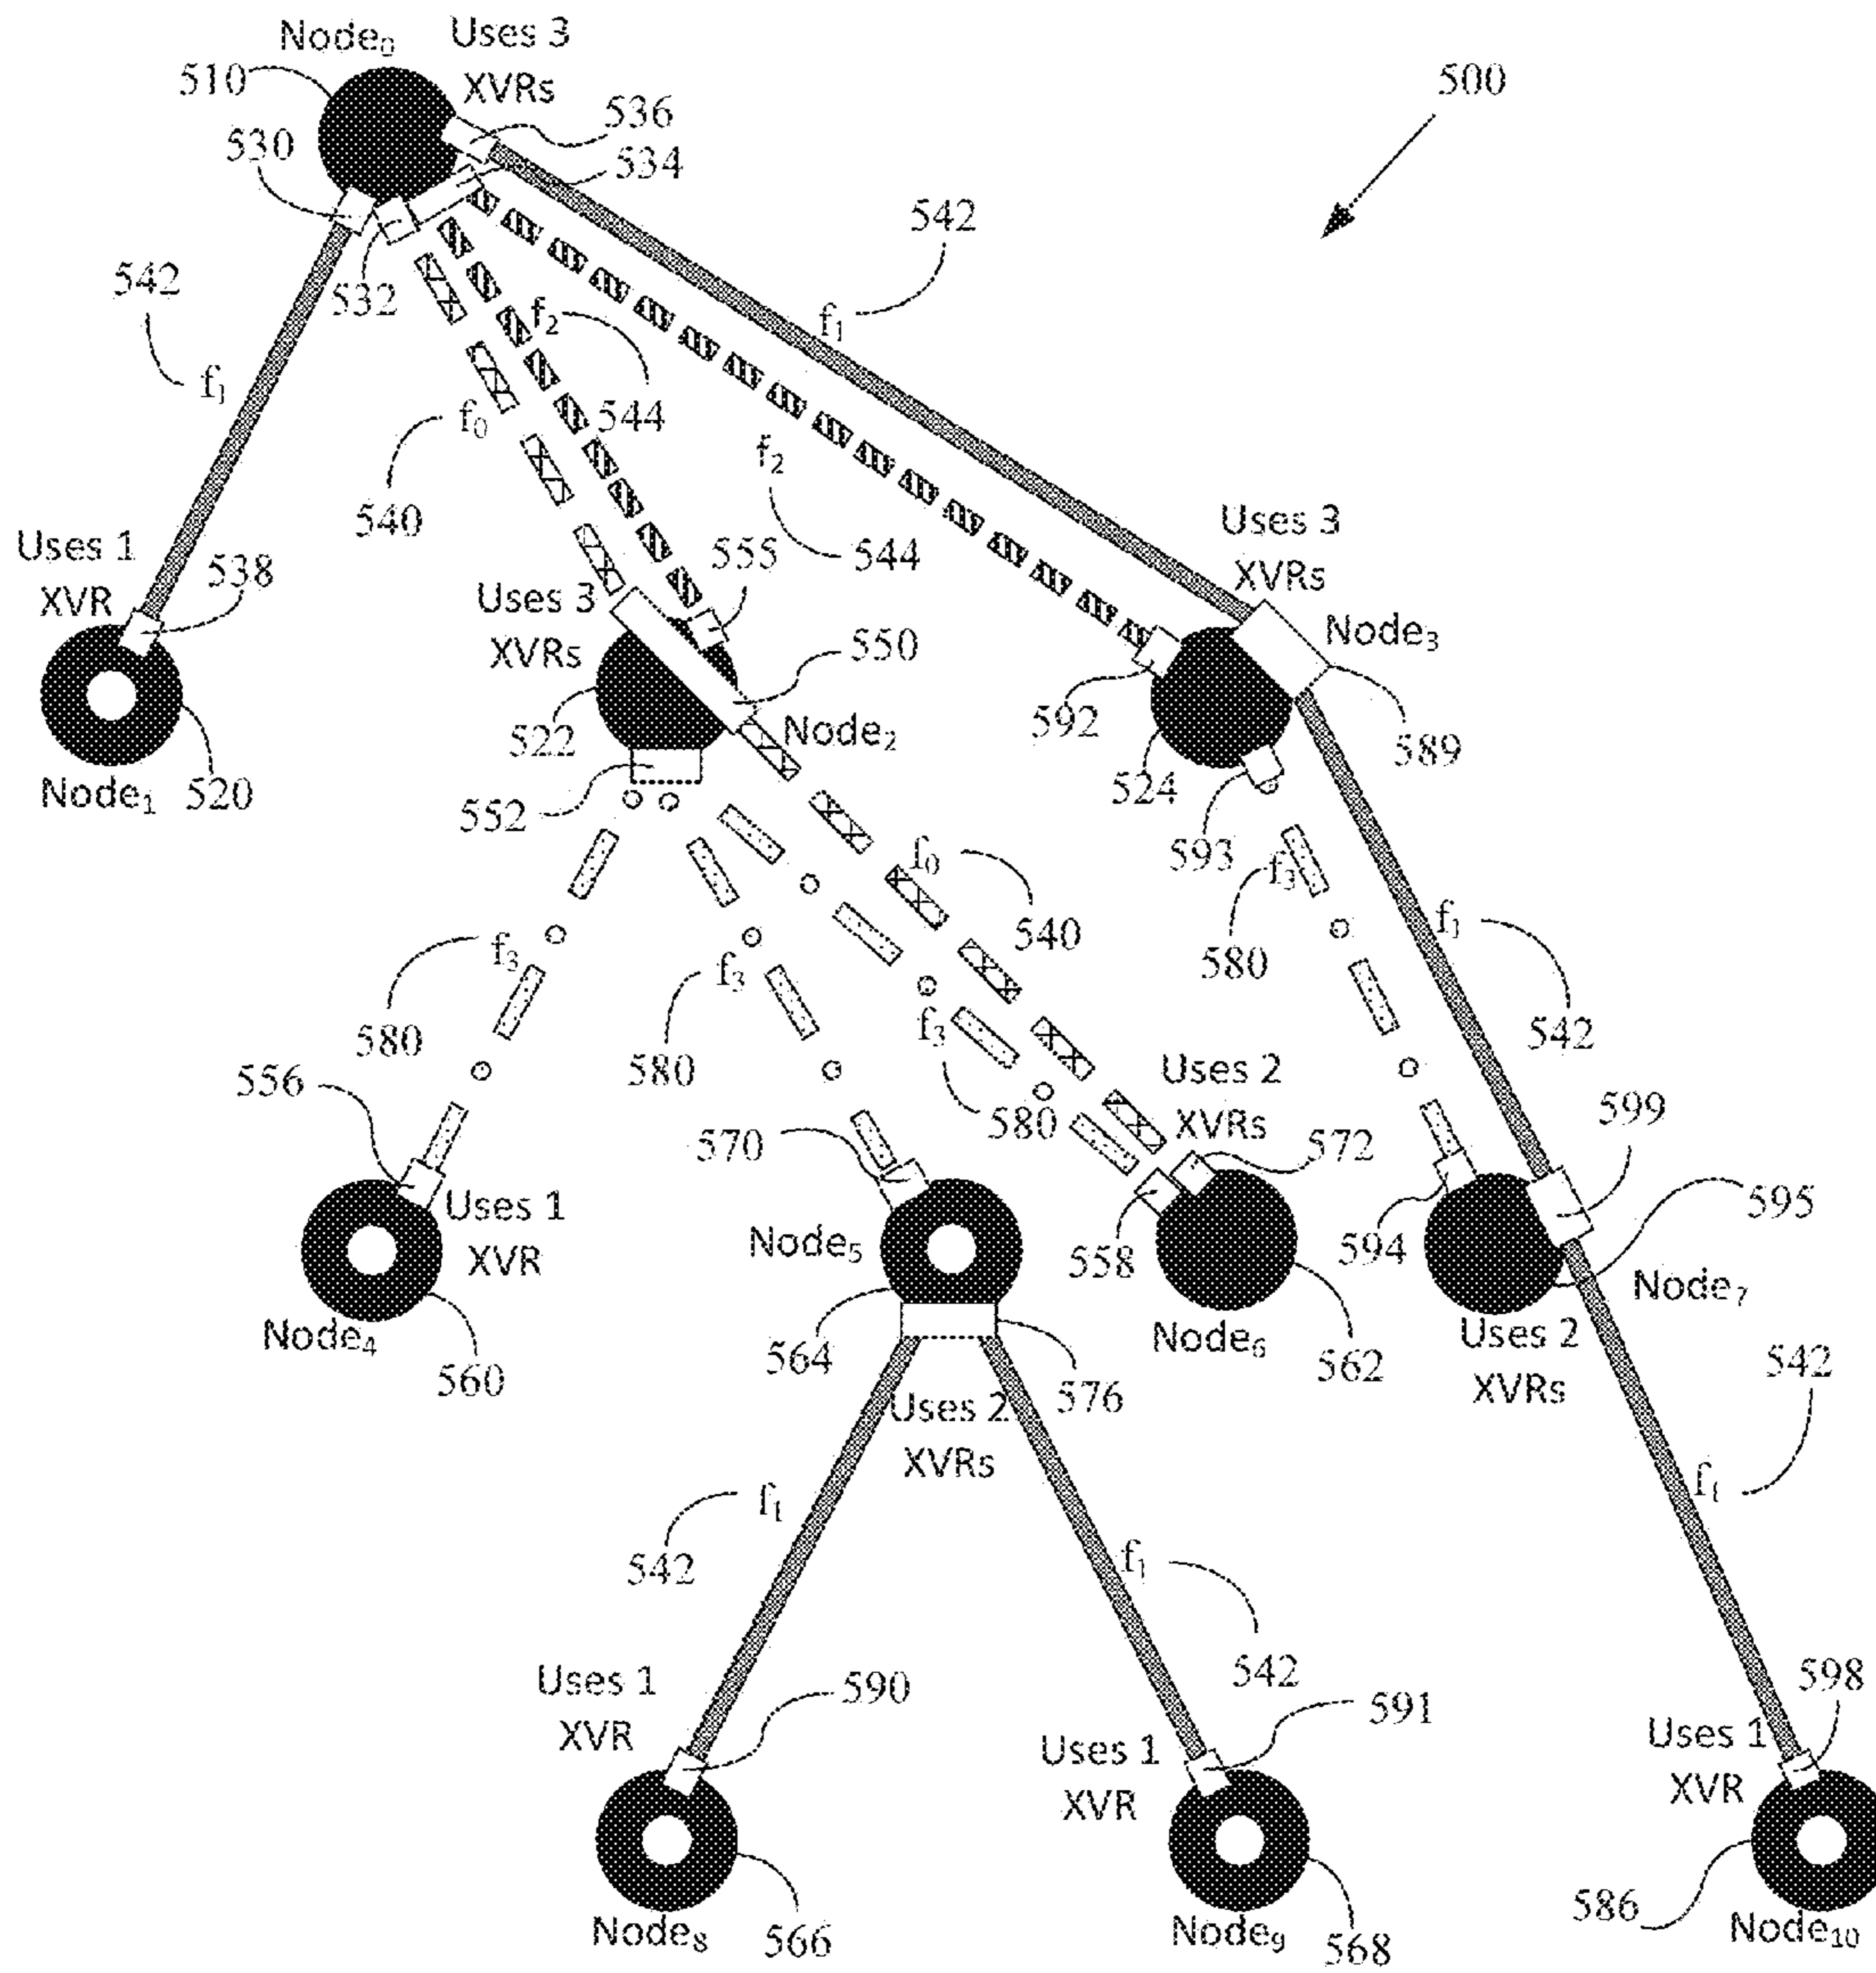 Node₀
Uses 3
XVRs
510
500
536
530
534
542
542
532
f₂
f₁
f₁
544
f₀
540
f₂
544
Uses 3
XVRs
Uses 1
XVR
538
555
Uses 3
XVRs
Node₃
550
592
522
Node₂
589
Node₁
520
552
524
593
f₀
f₃
580
540
f₁
542
f₃
580
f₃
580
f₃
580
556
Uses 2
XVRs
599
570
572
595
Uses 1
XVR
Node₅
558
594
Node₇
Node₄
560
564
Node₆
562
Uses 2
XVRs
576
542
Uses 2
XVRs
542
f₁
f₁
f₁
542
Uses 1
XVR
590
542
591
598
Uses 1
XVR
Uses 1
XVR
Node₈
566
Node₉
568
586
Node₁₀